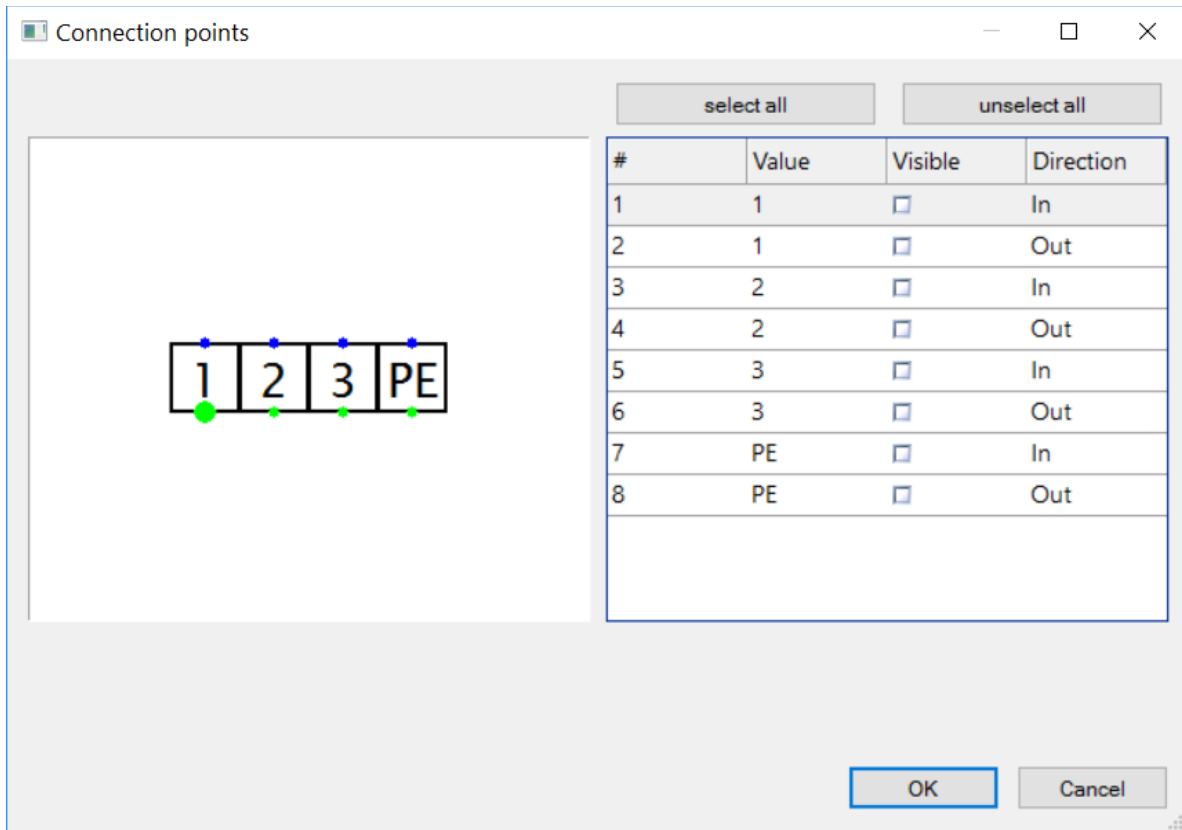 Connection points
select all unselect all
# Value Visible Direction
1 1 In
2 1 Out
3 2 In
4 2 Out
5 3 In
6 3 Out
7 PE In
8 PE Out
1 2 3 PE
OK Cancel